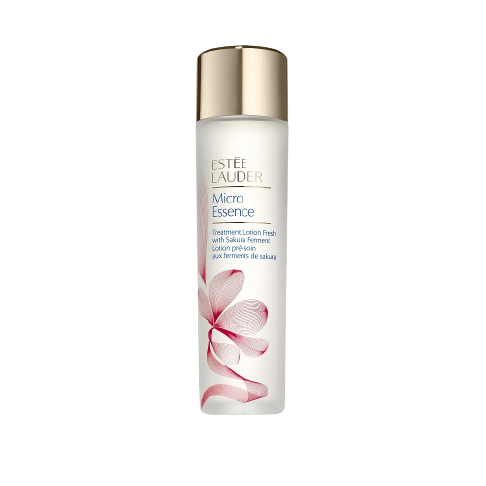 ESTĒE
LAUDER
Micro
Essence
Treatment Lotion Fresh
with Sakura Ferment
Lotion pré-soin
aux ferments de sakura